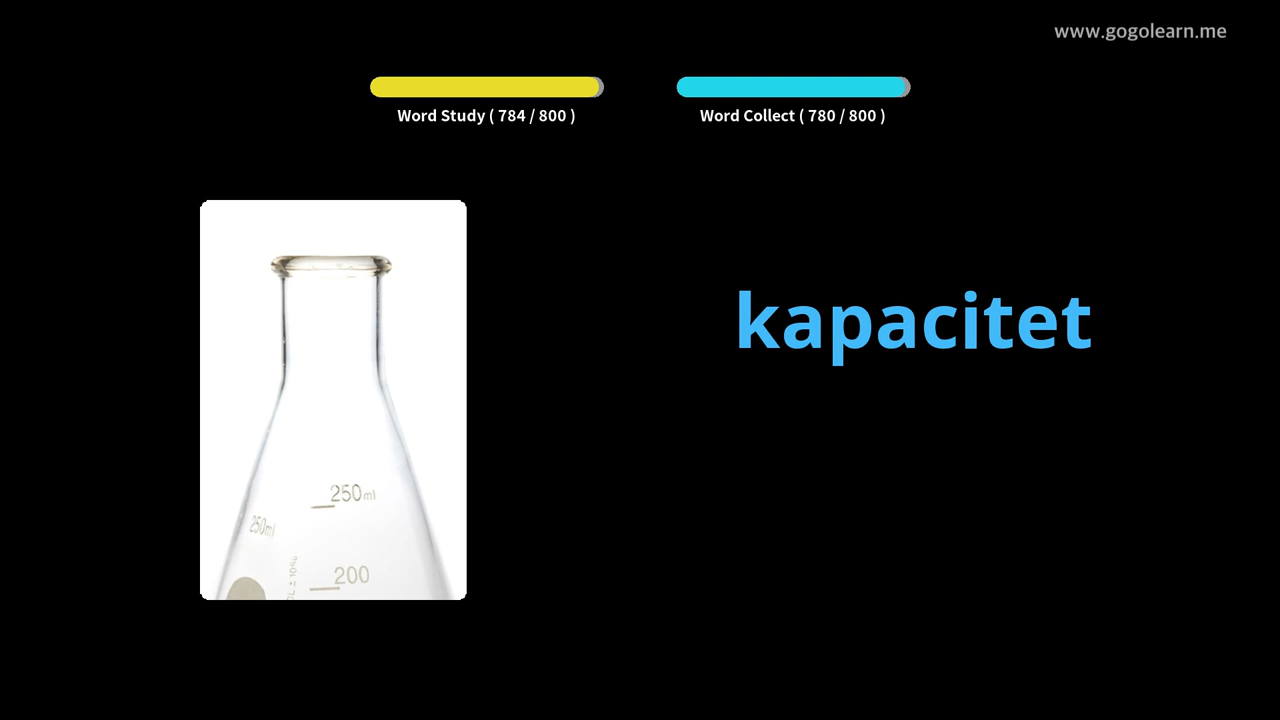 www.gogolearn.me
Word Study ( 784 / 800 )
Word Collect ( 780 / 800 )
kapacitet
250ml
250ml
200